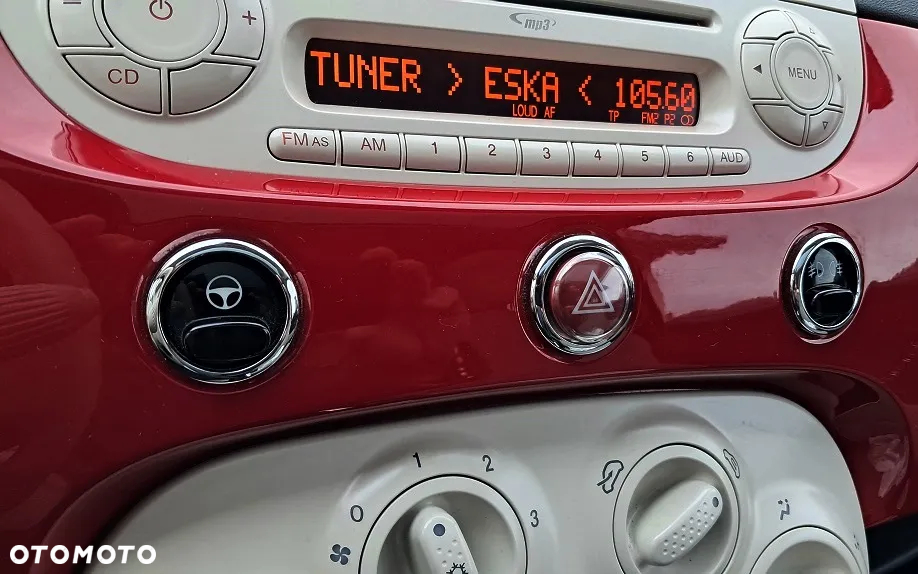 − +
mp3
CD
TUNER > ESKA < 105.60
LOUD AF TP FM2 P2
MENU
FM AS AM 1 2 3 4 5 6 AUD
0 1 2 3
OTOMOTO